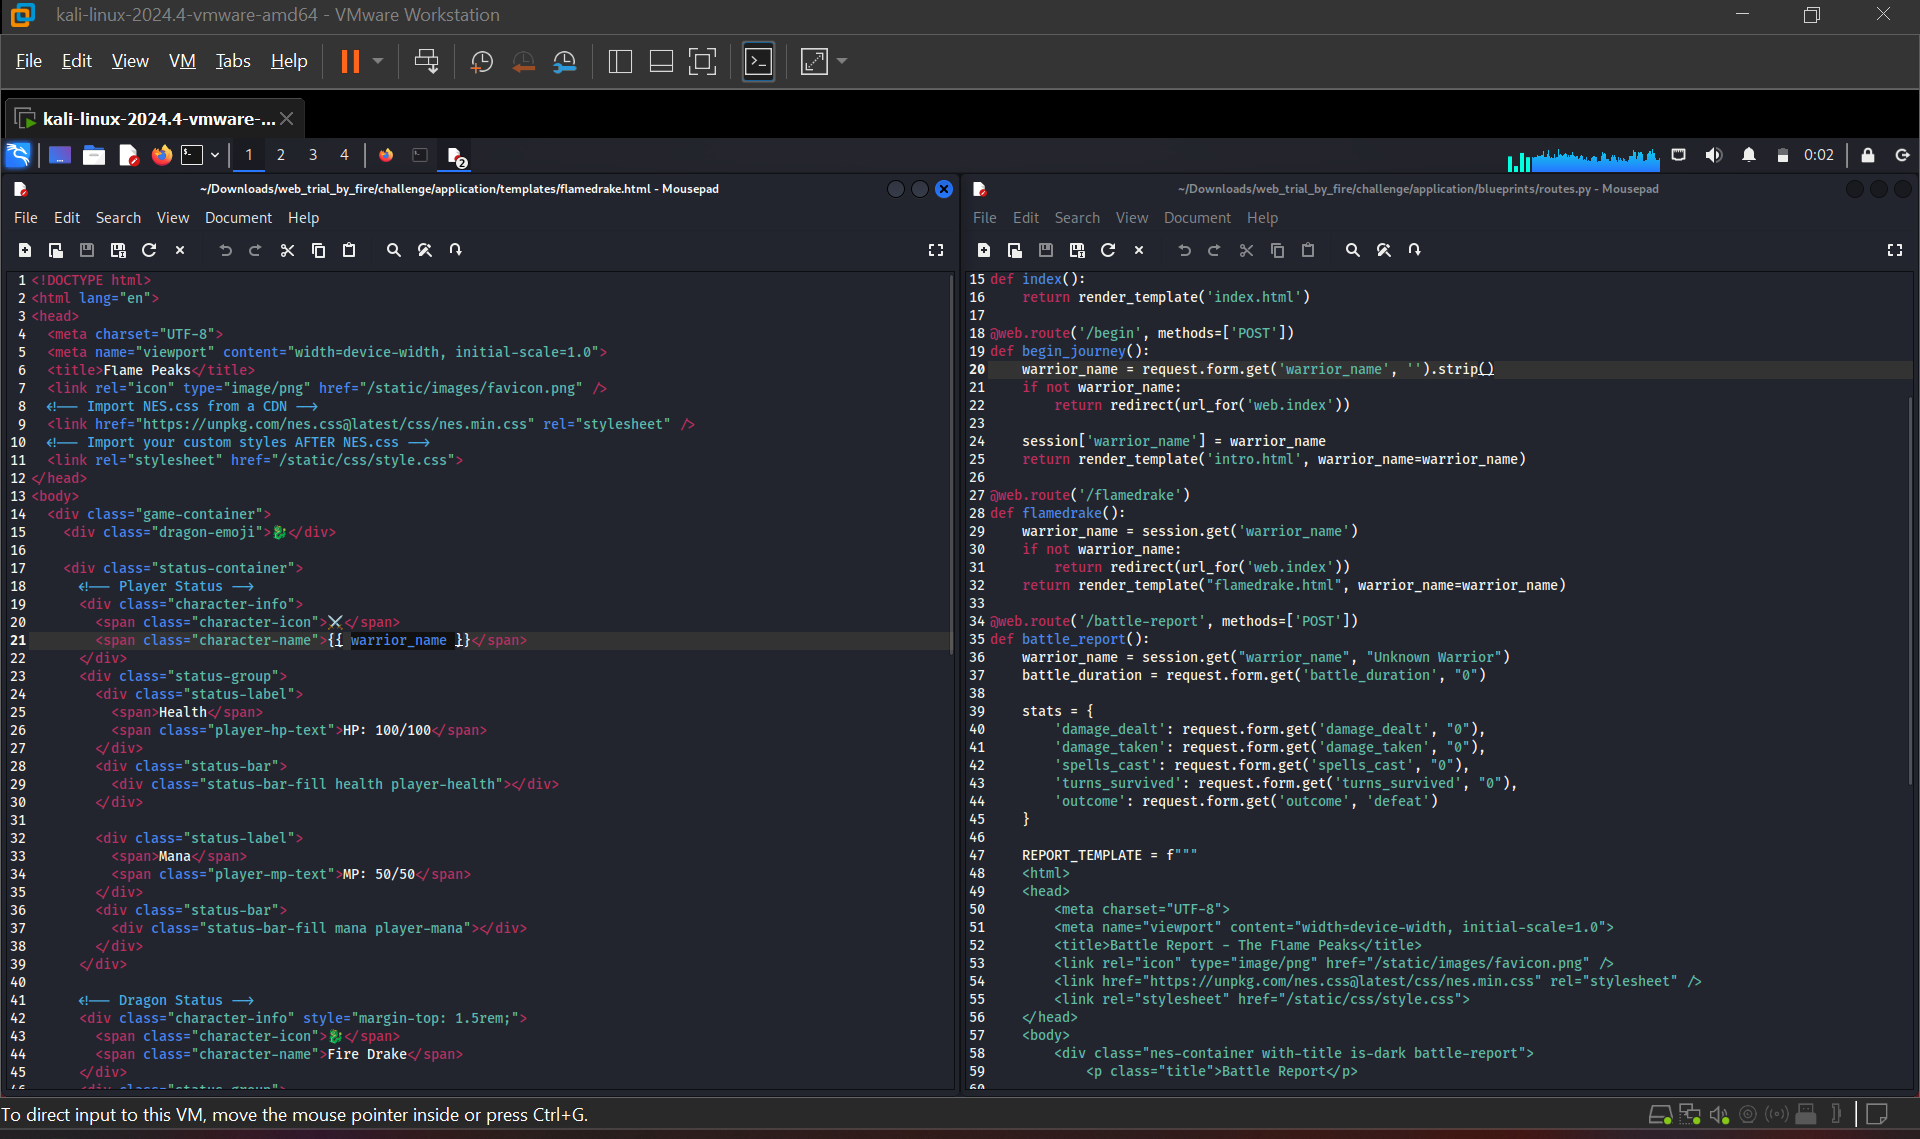 kali-linux-2024.4-vmware-amd64 - VMware Workstation
File Edit View VM Tabs Help
kali-linux-2024.4-vmware-...
1 2 3 4 2 0:02
~/Downloads/web_trial_by_fire/challenge/application/templates/flamedrake.html - Mousepad
File Edit Search View Document Help
1 <!DOCTYPE html>
2 <html lang="en">
3 <head>
4 <meta charset="UTF-8">
5 <meta name="viewport" content="width=device-width, initial-scale=1.0">
6 <title>Flame Peaks</title>
7 <link rel="icon" type="image/png" href="/static/images/favicon.png" />
8 <!-- Import NES.css from a CDN -->
9 <link href="https://unpkg.com/nes.css@latest/css/nes.min.css" rel="stylesheet" />
10 <!-- Import your custom styles AFTER NES.css -->
11 <link rel="stylesheet" href="/static/css/style.css">
12 </head>
13 <body>
14 <div class="game-container">
15 <div class="dragon-emoji">🐉</div>
16
17 <div class="status-container">
18 <!-- Player Status -->
19 <div class="character-info">
20 <span class="character-icon">⚔️</span>
21 <span class="character-name">{{ warrior_name }}</span>
22 </div>
23 <div class="status-group">
24 <div class="status-label">
25 <span>Health</span>
26 <span class="player-hp-text">HP: 100/100</span>
27 </div>
28 <div class="status-bar">
29 <div class="status-bar-fill health player-health"></div>
30 </div>
31
32 <div class="status-label">
33 <span>Mana</span>
34 <span class="player-mp-text">MP: 50/50</span>
35 </div>
36 <div class="status-bar">
37 <div class="status-bar-fill mana player-mana"></div>
38 </div>
39 </div>
40
41 <!-- Dragon Status -->
42 <div class="character-info" style="margin-top: 1.5rem;">
43 <span class="character-icon">🐉</span>
44 <span class="character-name">Fire Drake</span>
45 </div>
46 <div class="status-group">
~/Downloads/web_trial_by_fire/challenge/application/blueprints/routes.py - Mousepad
File Edit Search View Document Help
15 def index():
16 return render_template('index.html')
17
18 @web.route('/begin', methods=['POST'])
19 def begin_journey():
20 warrior_name = request.form.get('warrior_name', '').strip()
21 if not warrior_name:
22 return redirect(url_for('web.index'))
23
24 session['warrior_name'] = warrior_name
25 return render_template('intro.html', warrior_name=warrior_name)
26
27 @web.route('/flamedrake')
28 def flamedrake():
29 warrior_name = session.get('warrior_name')
30 if not warrior_name:
31 return redirect(url_for('web.index'))
32 return render_template("flamedrake.html", warrior_name=warrior_name)
33
34 @web.route('/battle-report', methods=['POST'])
35 def battle_report():
36 warrior_name = session.get("warrior_name", "Unknown Warrior")
37 battle_duration = request.form.get('battle_duration', "0")
38
39 stats = {
40 'damage_dealt': request.form.get('damage_dealt', "0"),
41 'damage_taken': request.form.get('damage_taken', "0"),
42 'spells_cast': request.form.get('spells_cast', "0"),
43 'turns_survived': request.form.get('turns_survived', "0"),
44 'outcome': request.form.get('outcome', 'defeat')
45 }
46
47 REPORT_TEMPLATE = f"""
48 <html>
49 <head>
50 <meta charset="UTF-8">
51 <meta name="viewport" content="width=device-width, initial-scale=1.0">
52 <title>Battle Report - The Flame Peaks</title>
53 <link rel="icon" type="image/png" href="/static/images/favicon.png" />
54 <link href="https://unpkg.com/nes.css@latest/css/nes.min.css" rel="stylesheet" />
55 <link rel="stylesheet" href="/static/css/style.css">
56 </head>
57 <body>
58 <div class="nes-container with-title is-dark battle-report">
59 <p class="title">Battle Report</p>
60
To direct input to this VM, move the mouse pointer inside or press Ctrl+G.